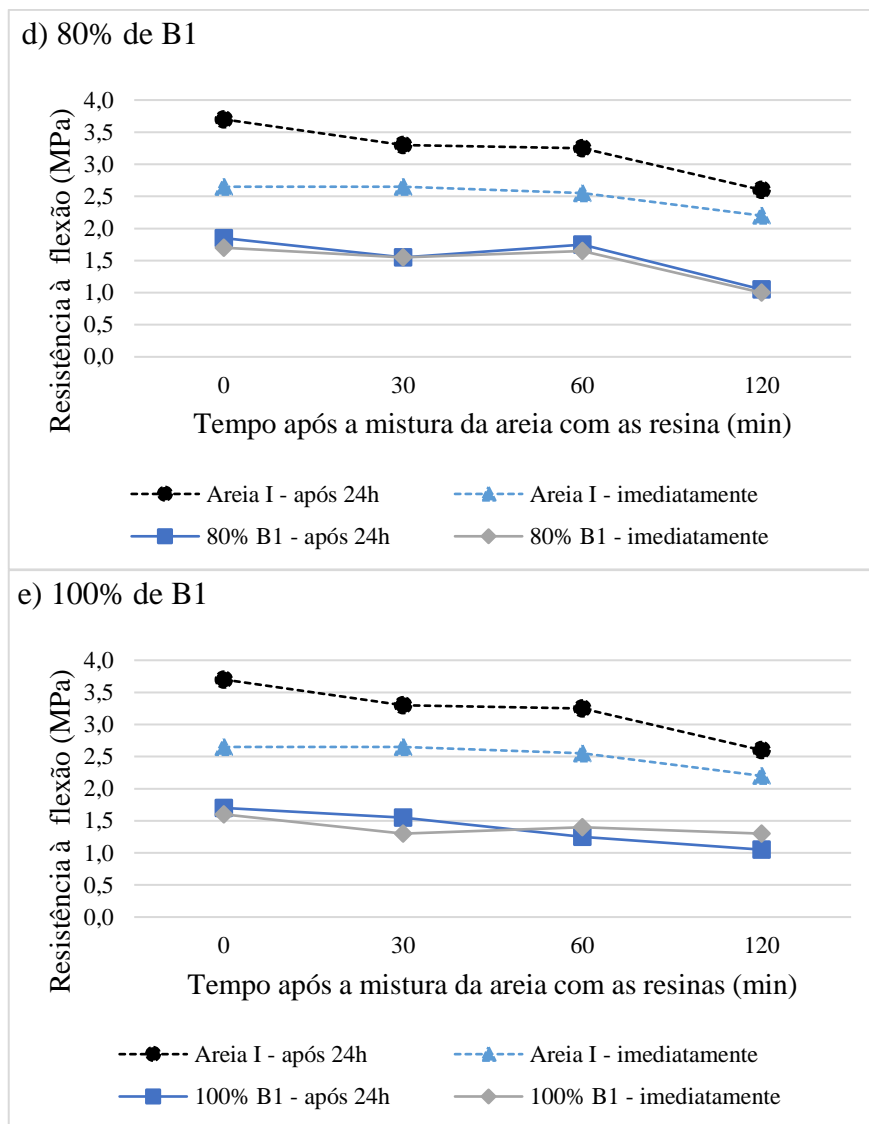 d) 80% de B1
Resistência à flexão (MPa)
4,0
3,5
3,0
2,5
2,0
1,5
1,0
0,5
0,0
0 30 60 120
Tempo após a mistura da areia com as resina (min)
Areia I - após 24h Areia I - imediatamente
80% B1 - após 24h 80% B1 - imediatamente
e) 100% de B1
Resistência à flexão (MPa)
4,0
3,5
3,0
2,5
2,0
1,5
1,0
0,5
0,0
0 30 60 120
Tempo após a mistura da areia com as resinas (min)
Areia I - após 24h Areia I - imediatamente
100% B1 - após 24h 100% B1 - imediatamente